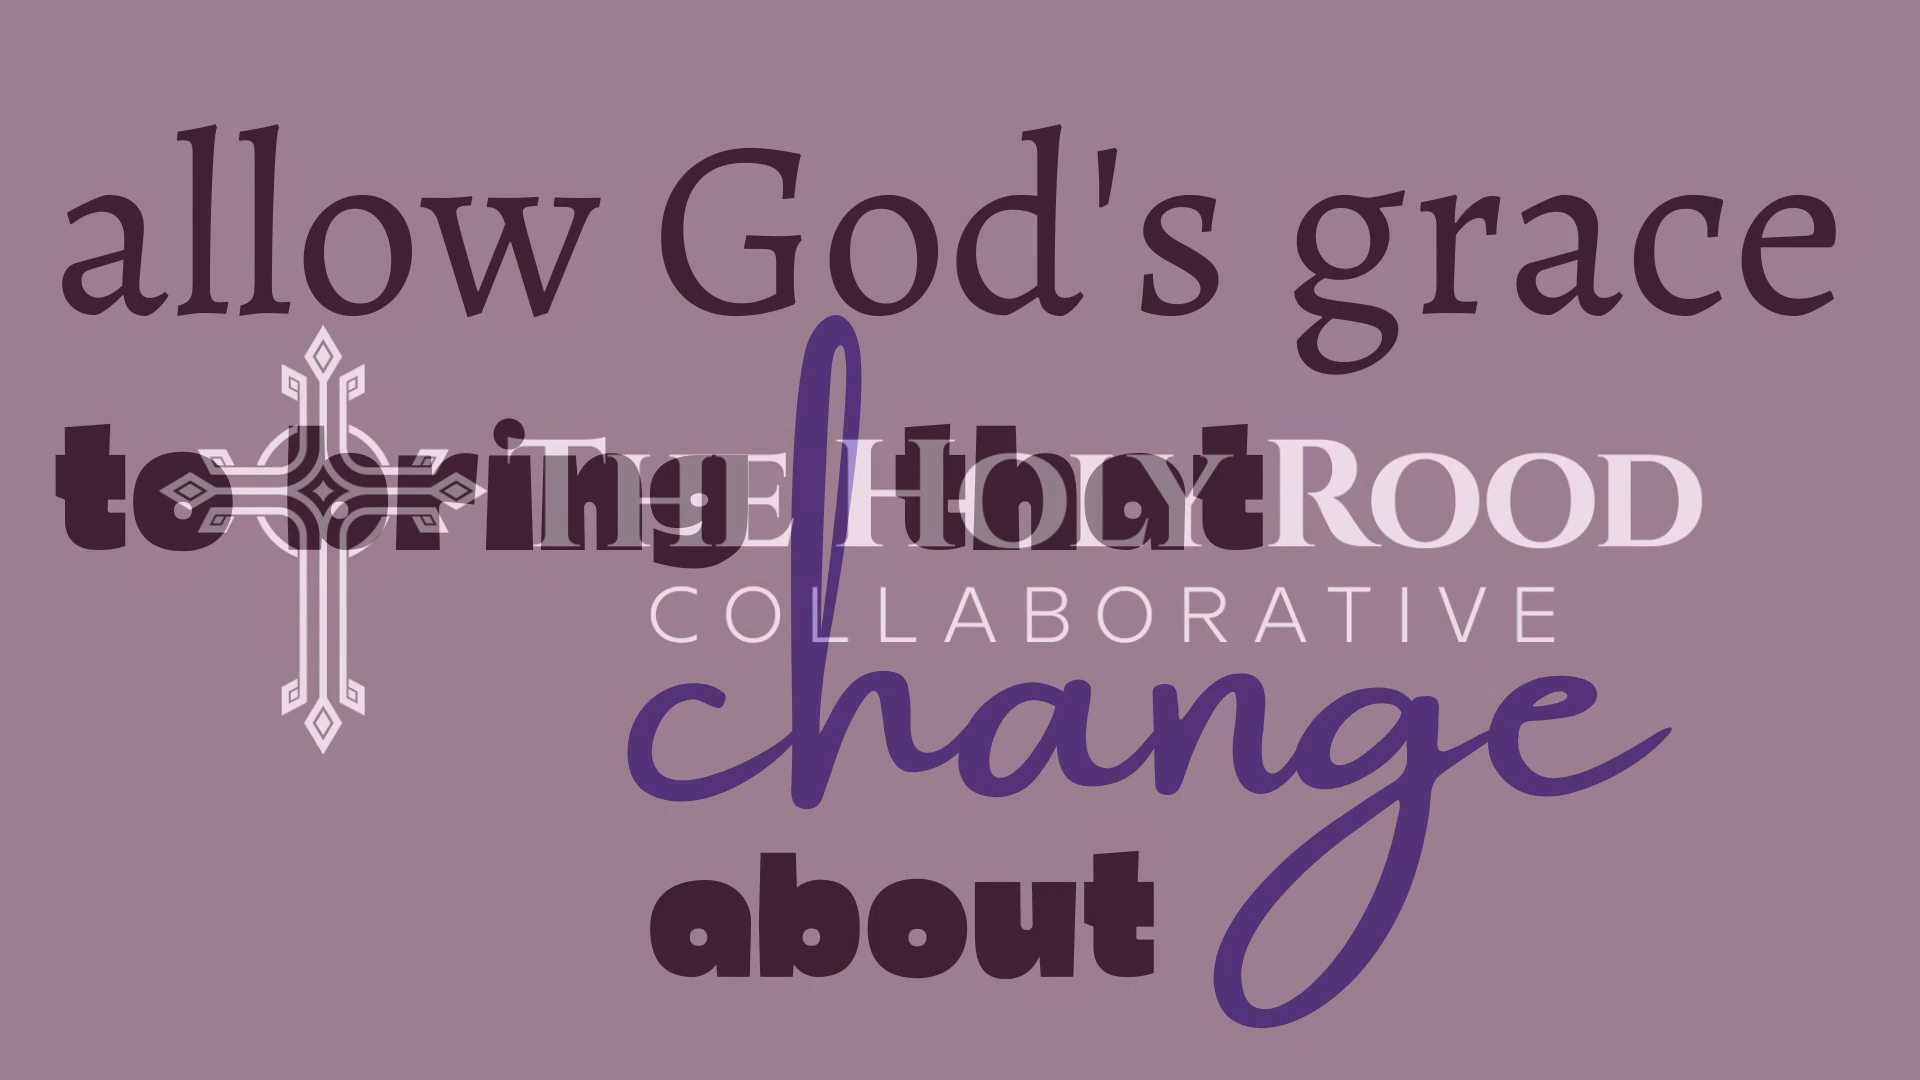 allow God's grace
to bring that
THE HOLY ROOD
COLLABORATIVE
change
about